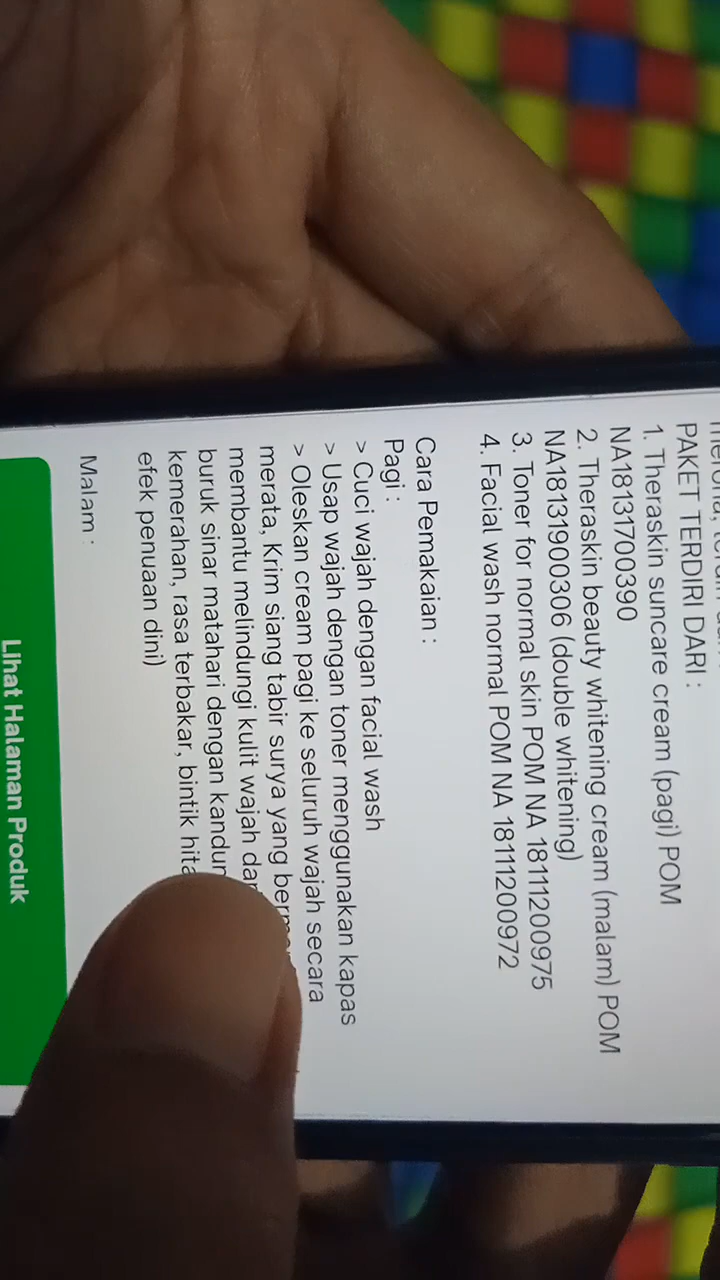 PAKET TERDIRI DARI :
1. Theraskin suncare cream (pagi) POM
NA18131700390
2. Theraskin beauty whitening cream (malam) POM
NA18131900306 (double whitening)
3. Toner for normal skin POM NA 18111200975
4. Facial wash normal POM NA 18111200972
Cara Pemakaian :
Pagi :
> Cuci wajah dengan facial wash
> Usap wajah dengan toner menggunakan kapas
> Oleskan cream pagi ke seluruh wajah secara
merata, Krim siang tabir surya yang
membantu melindungi kulit wajah
buruk sinar matahari dengan
kemerahan, rasa terbakar, bintik
efek penuaan dini)
Malam :
Lihat Halaman Produk